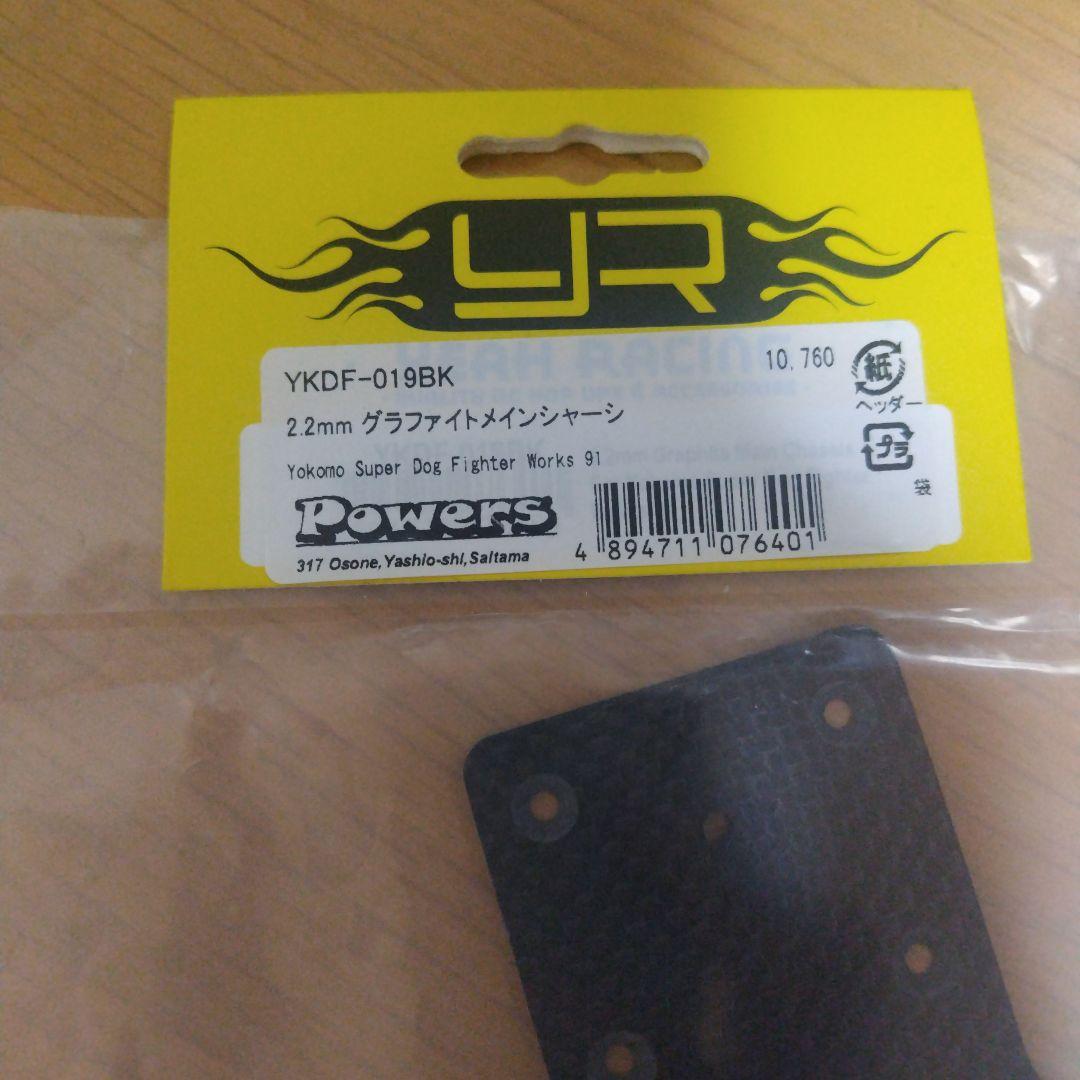 YR
YEAH RACING
YKDF-019BK
10,760
紙
ヘッダー
2.2mm グラファイトメインシャーシ
プラ
袋
Yokomo Super Dog Fighter Works 91
Powers
317 Osone,Yashio-shi,Saitama
4 894711 076401